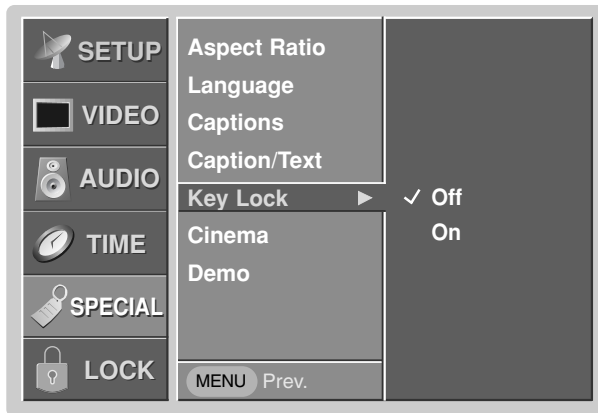 SETUP
VIDEO
AUDIO
TIME
SPECIAL
LOCK
Aspect Ratio
Language
Captions
Caption/Text
Key Lock
Cinema
Demo
MENU Prev.
Off
On